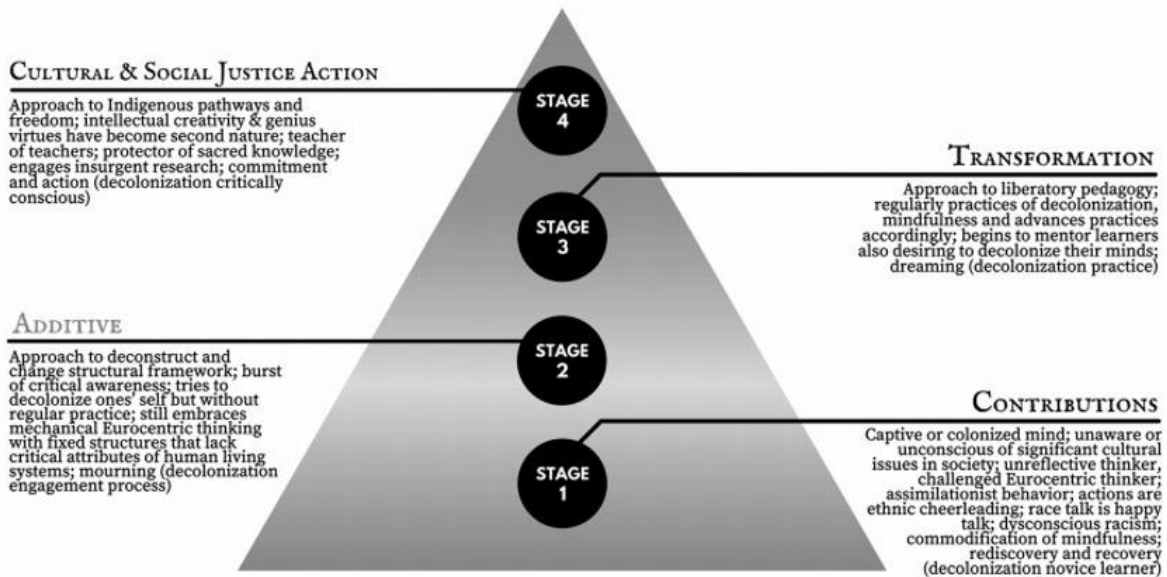 CULTURAL & SOCIAL JUSTICE ACTION
Approach to Indigenous pathways and
freedom; intellectual creativity & genius
virtues have become second nature; teacher
of teachers; protector of sacred knowledge;
engages insurgent research; commitment
and action (decolonization critically
conscious)
STAGE
4
TRANSFORMATION
Approach to liberatory pedagogy;
regularly practices of decolonization,
mindfulness and advances practices
accordingly; begins to mentor learners
also desiring to decolonize their minds;
dreaming (decolonization practice)
STAGE
3
ADDITIVE
Approach to deconstruct and
change structural framework; burst
of critical awareness; tries to
decolonize ones' self but without
regular practice; still embraces
mechanical Eurocentric thinking
with fixed structures that lack
critical attributes of human living
systems; mourning (decolonization
engagement process)
STAGE
2
CONTRIBUTIONS
Captive or colonized mind; unaware or
unconscious of significant cultural
issues in society; unreflective thinker,
challenged Eurocentric thinker;
assimilationist behavior; actions are
ethnic cheerleading; race talk is happy
talk; dysconscious racism;
commodification of mindfulness;
rediscovery and recovery
(decolonization novice learner)
STAGE
1